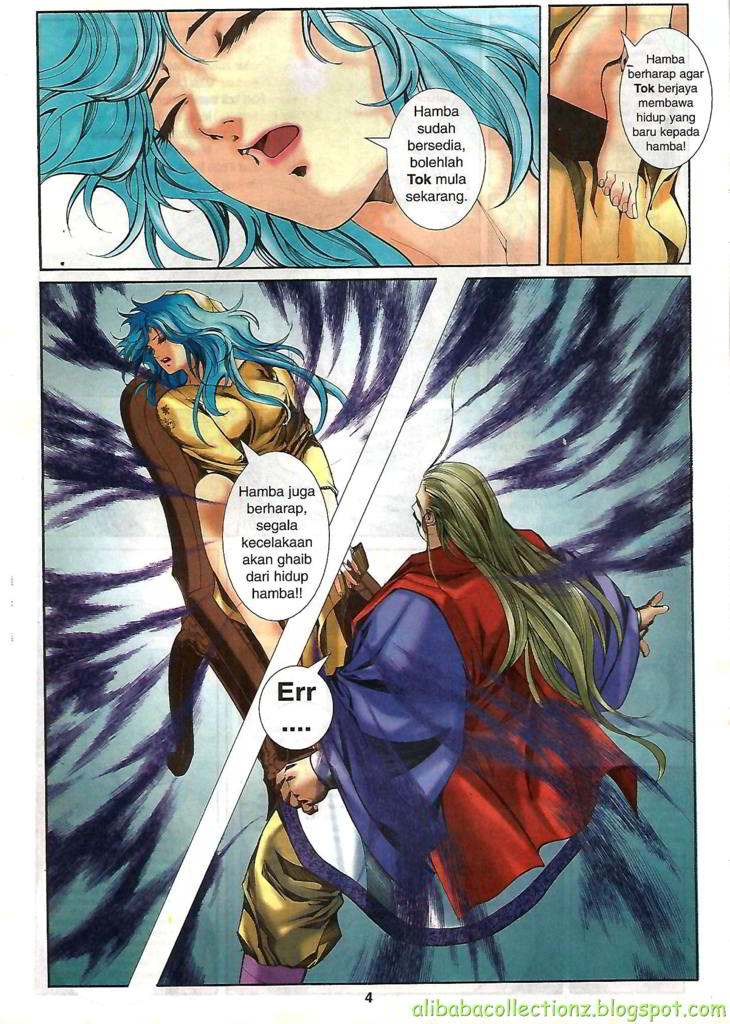 Hamba
sudah
bersedia,
bolehlah
Tok mula
sekarang.
Hamba
berharap agar
Tok berjaya
membawa
hidup yang
baru kepada
hamba!
Hamba juga
berharap,
segala
kecelakaan
akan ghaib
dari hidup
hamba!!
Err
....
4
alibabacollectionz.blogspot.com